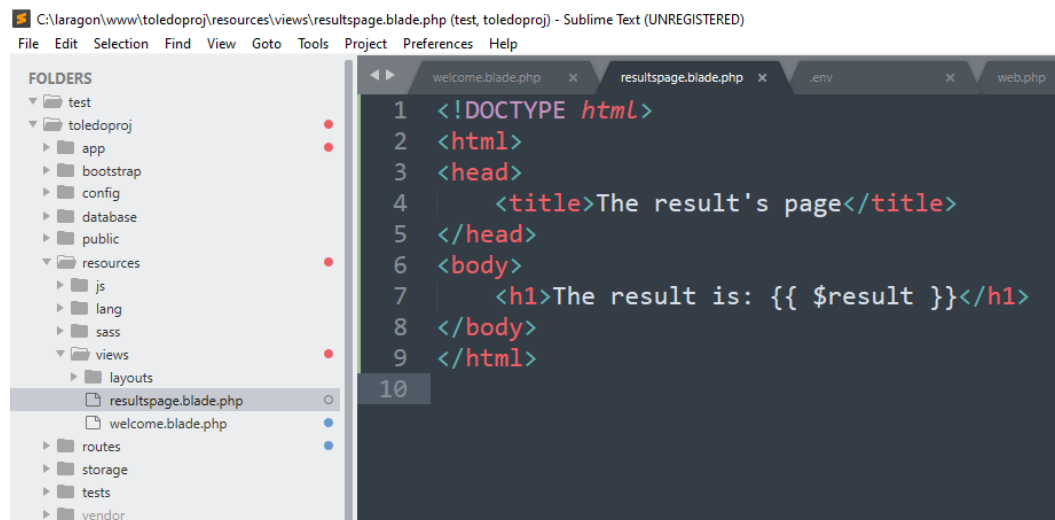 C:\laragon\www\toledoproj\resources\views\resultspage.blade.php (test, toledoproj) - Sublime Text (UNREGISTERED)
File Edit Selection Find View Goto Tools Project Preferences Help
FOLDERS
test
toledoproj
app
bootstrap
config
database
public
resources
js
lang
sass
views
layouts
resultspage.blade.php
welcome.blade.php
routes
storage
tests
vendor
welcome.blade.php × resultspage.blade.php × .env × web.php
1 <!DOCTYPE html>
2 <html>
3 <head>
4     <title>The result's page</title>
5 </head>
6 <body>
7     <h1>The result is: {{ $result }}</h1>
8 </body>
9 </html>
10